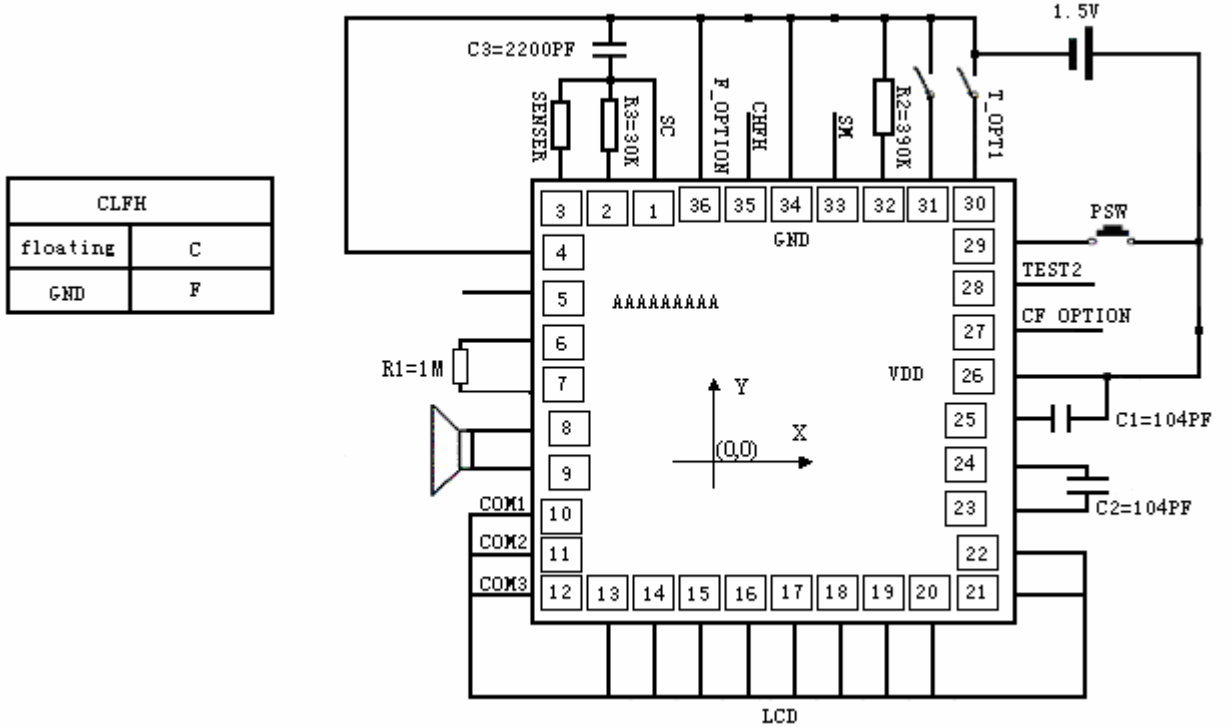 1.5V
C3=2200PF
SENSER
R3=30K
SC
F_OPTION
CHFH
SM
R2=390K
T_OPT1
CLFH
floating C
GND F
3 2 1 36 35 34 33 32 31 30
GND
PSW
4
29
5
AAAAAAAAA
28
TEST2
6
27
CF OPTION
R1=1M
7
VDD
26
Y
8
25
C1=104PF
X
(0,0)
9
24
COM1
10
23
C2=104PF
COM2
11
22
COM3
12 13 14 15 16 17 18 19 20 21
LCD